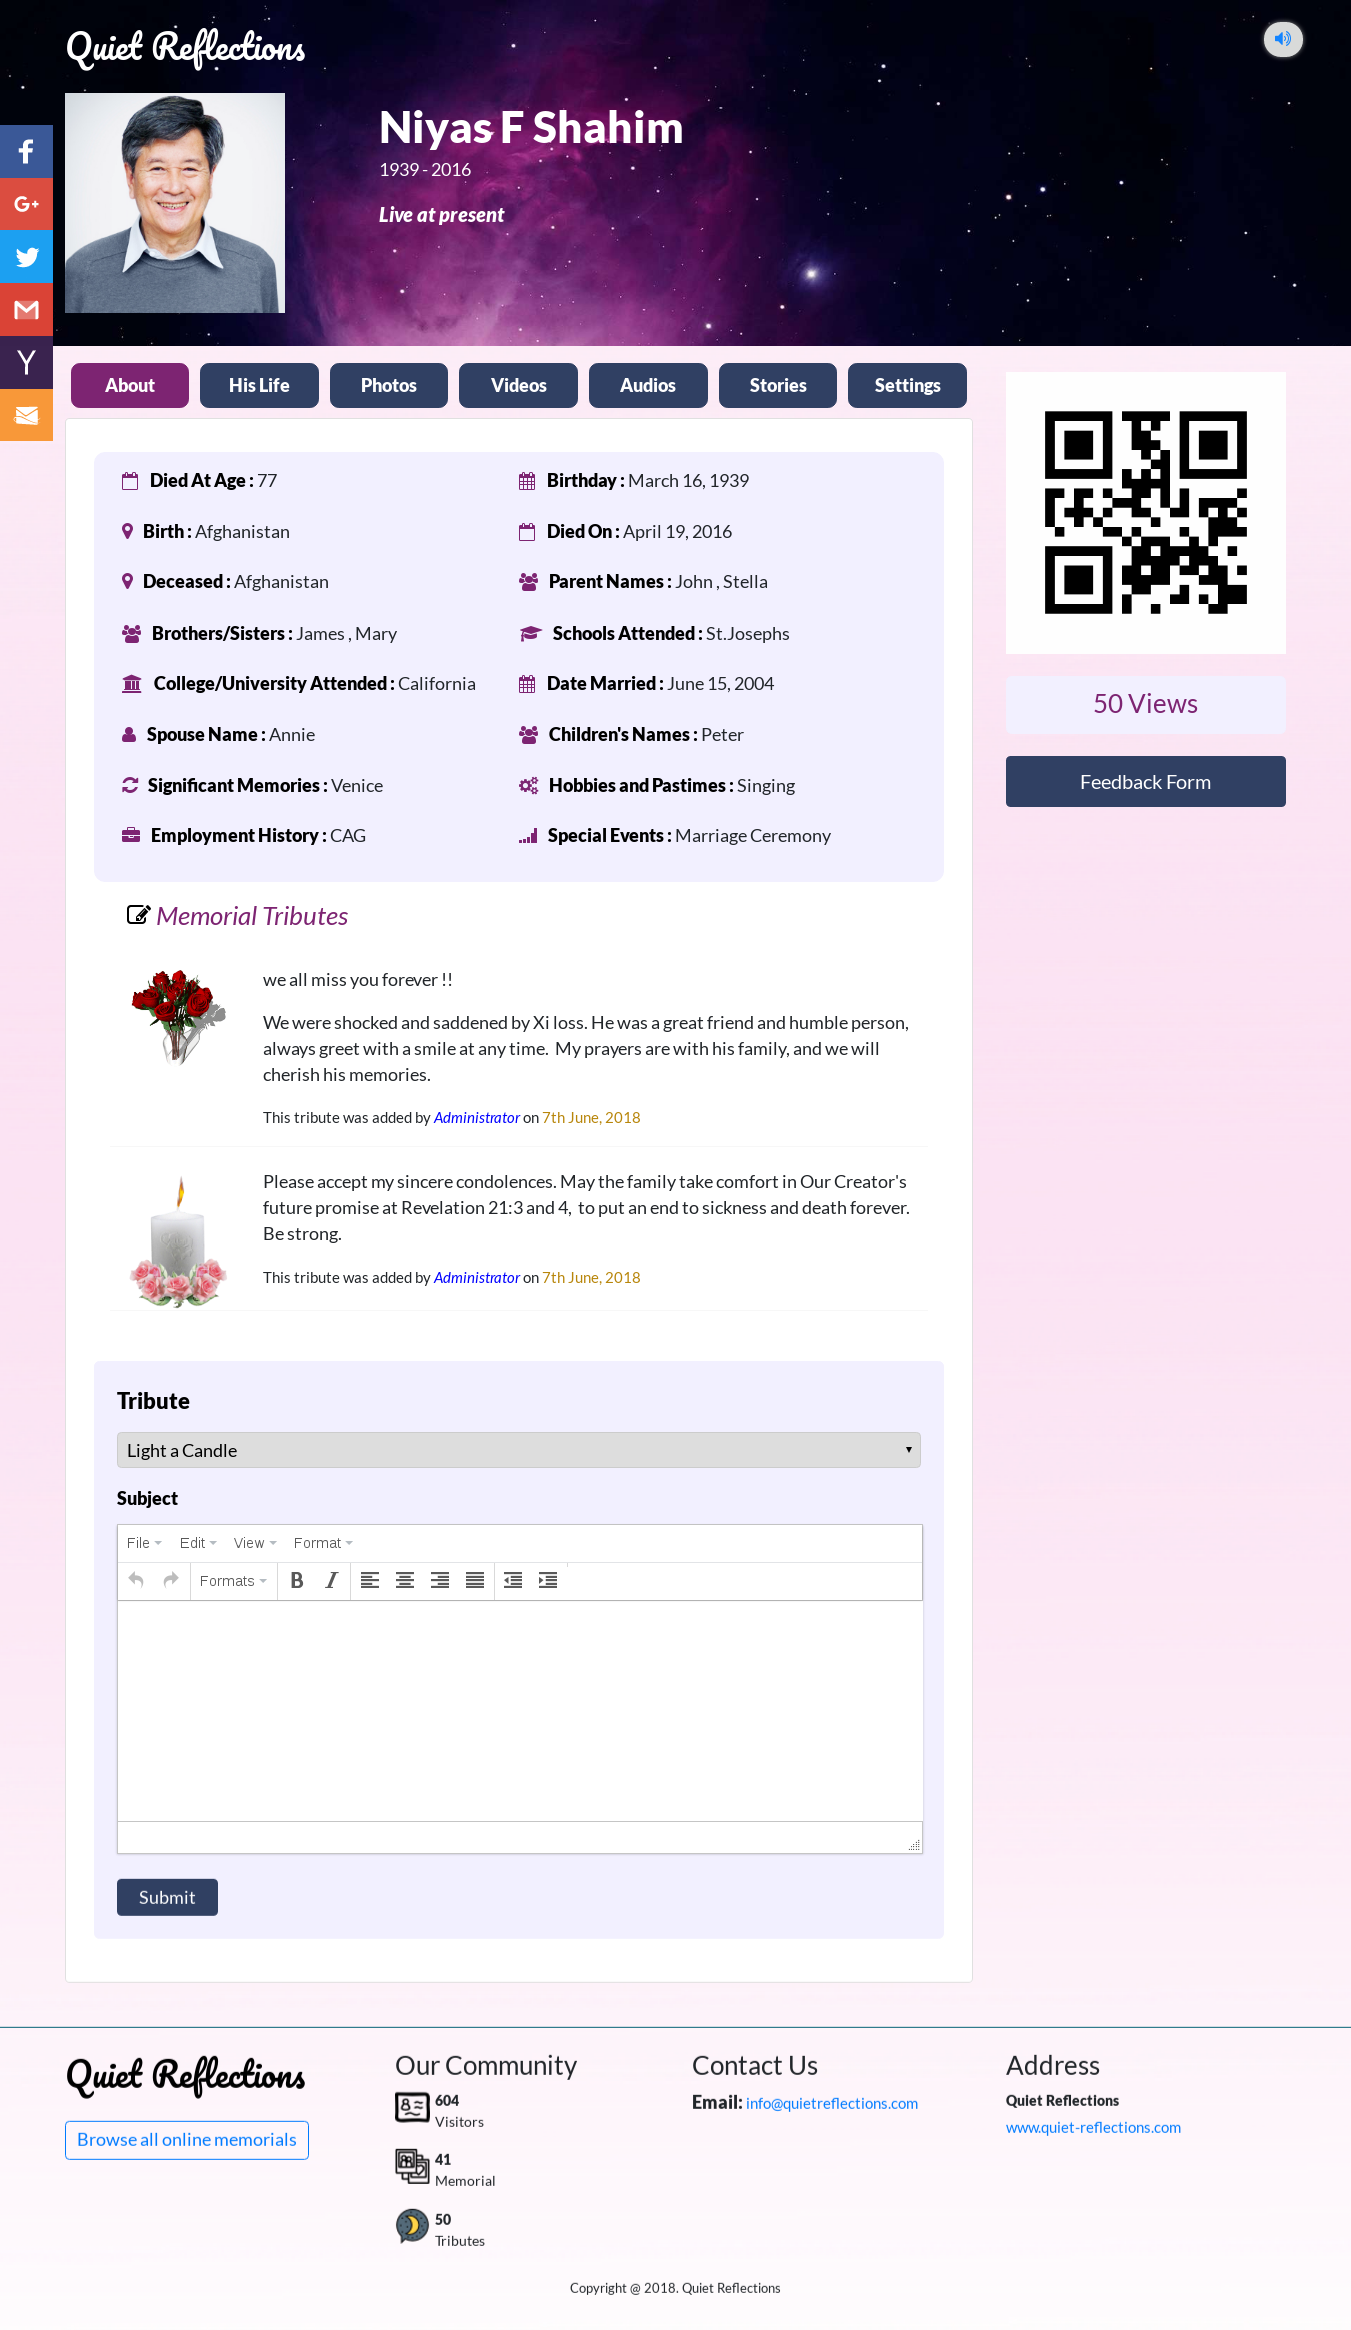 Quiet Reflections
Niyas F Shahim
1939 - 2016
Live at present
About His Life Photos Videos Audios Stories Settings
Died At Age : 77 Birthday : March 16, 1939
Birth : Afghanistan Died On : April 19, 2016
Deceased : Afghanistan Parent Names : John , Stella
Brothers/Sisters : James , Mary Schools Attended : St.Josephs
College/University Attended : California Date Married : June 15, 2004
Spouse Name : Annie Children's Names : Peter
Significant Memories : Venice Hobbies and Pastimes : Singing
Employment History : CAG Special Events : Marriage Ceremony
50 Views
Feedback Form
Memorial Tributes
we all miss you forever !!
We were shocked and saddened by Xi loss. He was a great friend and humble person,
always greet with a smile at any time.  My prayers are with his family, and we will
cherish his memories.
This tribute was added by Administrator on 7th June, 2018
Please accept my sincere condolences. May the family take comfort in Our Creator's
future promise at Revelation 21:3 and 4,  to put an end to sickness and death forever.
Be strong.
This tribute was added by Administrator on 7th June, 2018
Tribute
Light a Candle
Subject
File Edit View Format
Formats B I
Submit
Quiet Reflections
Browse all online memorials
Our Community
604
Visitors
41
Memorial
50
Tributes
Contact Us
Email: info@quietreflections.com
Address
Quiet Reflections
www.quiet-reflections.com
Copyright @ 2018. Quiet Reflections